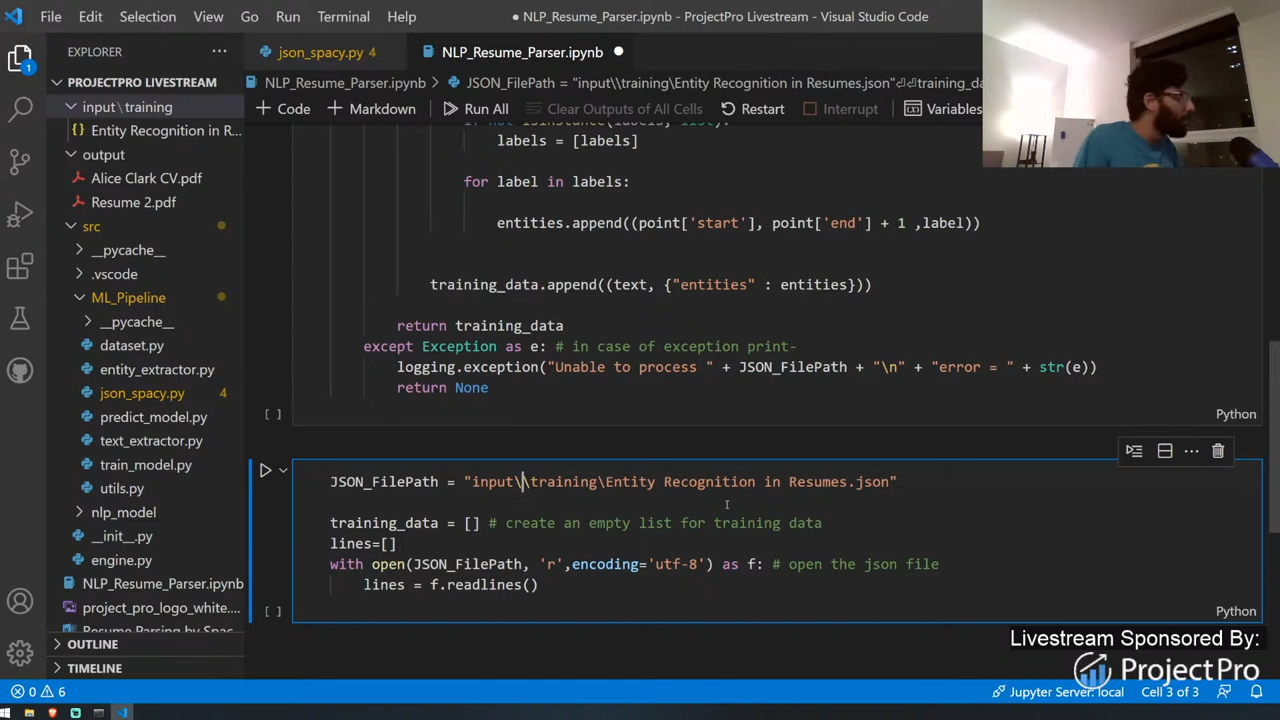 File Edit Selection View Go Run Terminal Help
● NLP_Resume_Parser.ipynb - ProjectPro Livestream - Visual Studio Code
EXPLORER ...
PROJECTPRO LIVESTREAM
input\training
Entity Recognition in R...
output
Alice Clark CV.pdf
Resume 2.pdf
src
__pycache__
.vscode
ML_Pipeline
__pycache__
dataset.py
entity_extractor.py
json_spacy.py 4
predict_model.py
text_extractor.py
train_model.py
utils.py
nlp_model
__init__.py
engine.py
NLP_Resume_Parser.ipynb
project_pro_logo_white....
Resume Parsing by Spac...
OUTLINE
TIMELINE
json_spacy.py 4
NLP_Resume_Parser.ipynb ●
NLP_Resume_Parser.ipynb > JSON_FilePath = "input\\training\Entity Recognition in Resumes.json"⏎⏎training_da
+ Code + Markdown Run All Clear Outputs of All Cells Restart Interrupt Variables
labels = [labels]
for label in labels:
entities.append((point['start'], point['end'] + 1 ,label))
training_data.append((text, {"entities" : entities}))
return training_data
except Exception as e: # in case of exception print-
logging.exception("Unable to process " + JSON_FilePath + "\n" + "error = " + str(e))
return None
[ ] Python
JSON_FilePath = "input\\training\Entity Recognition in Resumes.json"
training_data = [] # create an empty list for training data
lines=[]
with open(JSON_FilePath, 'r',encoding='utf-8') as f: # open the json file
lines = f.readlines()
[ ] Python
Livestream Sponsored By:
ProjectPro
0 6
Jupyter Server: local Cell 3 of 3